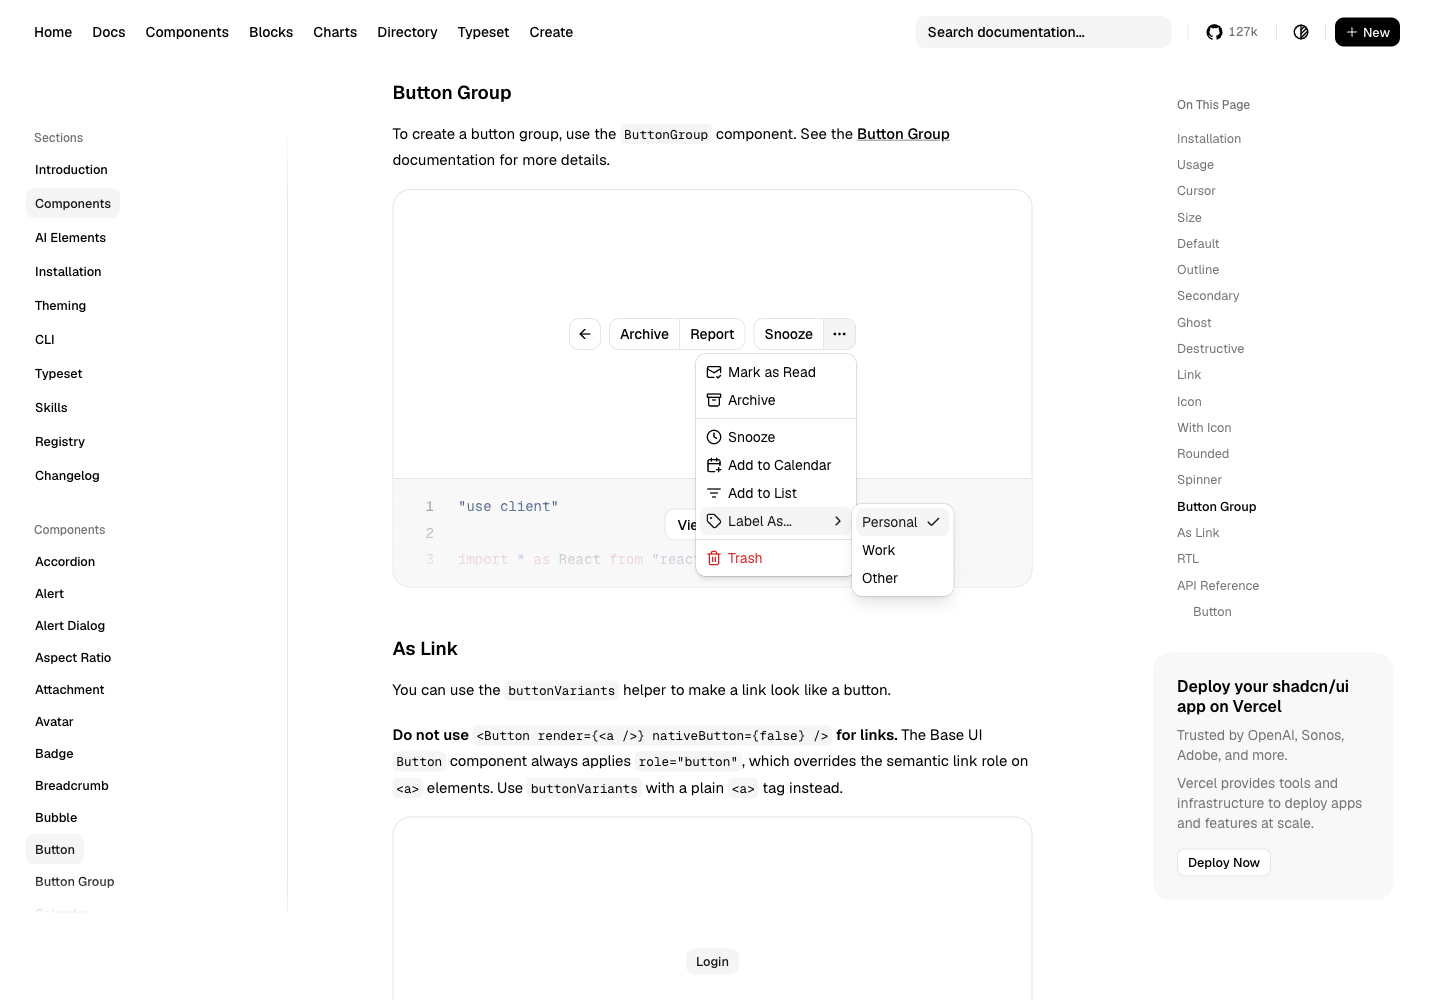 Home Docs Components Blocks Charts Directory Typeset Create
Search documentation...
127k
New
Sections
Introduction
Components
AI Elements
Installation
Theming
CLI
Typeset
Skills
Registry
Changelog
Components
Accordion
Alert
Alert Dialog
Aspect Ratio
Attachment
Avatar
Badge
Breadcrumb
Bubble
Button
Button Group
Button Group
To create a button group, use the ButtonGroup component. See the Button Group
documentation for more details.
Archive Report Snooze
Mark as Read
Archive
Snooze
Add to Calendar
Add to List
Label As...
Trash
Personal
Work
Other
1 "use client"
2
3 import * as React from "react
As Link
You can use the buttonVariants helper to make a link look like a button.
Do not use <Button render={<a />} nativeButton={false} /> for links. The Base UI
Button component always applies role="button", which overrides the semantic link role on
<a> elements. Use buttonVariants with a plain <a> tag instead.
Login
On This Page
Installation
Usage
Cursor
Size
Default
Outline
Secondary
Ghost
Destructive
Link
Icon
With Icon
Rounded
Spinner
Button Group
As Link
RTL
API Reference
Button
Deploy your shadcn/ui
app on Vercel
Trusted by OpenAI, Sonos,
Adobe, and more.
Vercel provides tools and
infrastructure to deploy apps
and features at scale.
Deploy Now